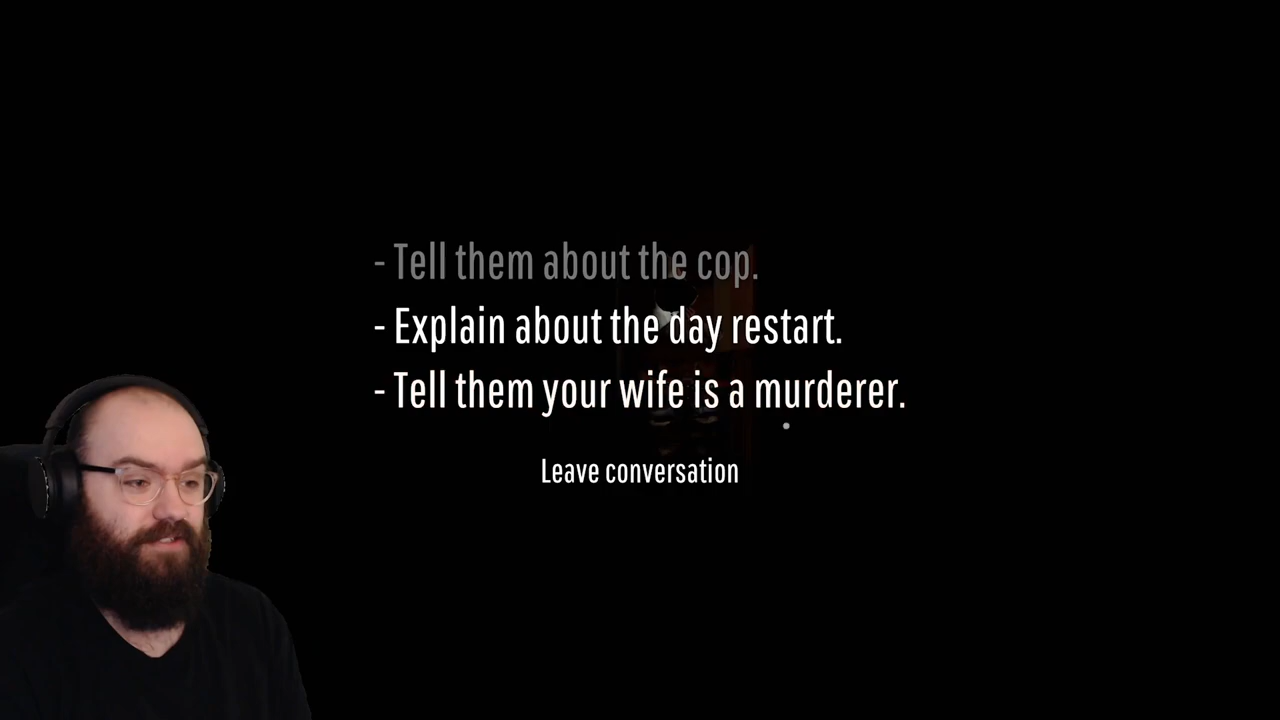 - Tell them about the cop.
- Explain about the day restart.
- Tell them your wife is a murderer.
Leave conversation